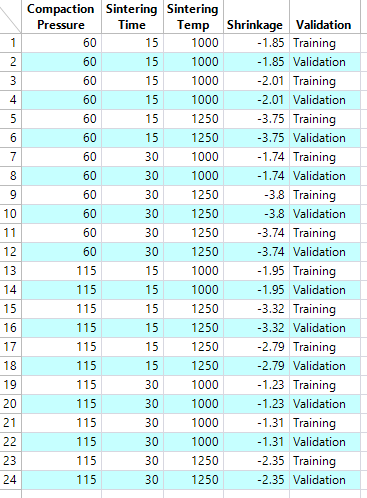 Compaction Pressure Sintering Time Sintering Temp Shrinkage Validation
1 60 15 1000 -1.85 Training
2 60 15 1000 -1.85 Validation
3 60 15 1000 -2.01 Training
4 60 15 1000 -2.01 Validation
5 60 15 1250 -3.75 Training
6 60 15 1250 -3.75 Validation
7 60 30 1000 -1.74 Training
8 60 30 1000 -1.74 Validation
9 60 30 1250 -3.8 Training
10 60 30 1250 -3.8 Validation
11 60 30 1250 -3.74 Training
12 60 30 1250 -3.74 Validation
13 115 15 1000 -1.95 Training
14 115 15 1000 -1.95 Validation
15 115 15 1250 -3.32 Training
16 115 15 1250 -3.32 Validation
17 115 15 1250 -2.79 Training
18 115 15 1250 -2.79 Validation
19 115 30 1000 -1.23 Training
20 115 30 1000 -1.23 Validation
21 115 30 1000 -1.31 Training
22 115 30 1000 -1.31 Validation
23 115 30 1250 -2.35 Training
24 115 30 1250 -2.35 Validation